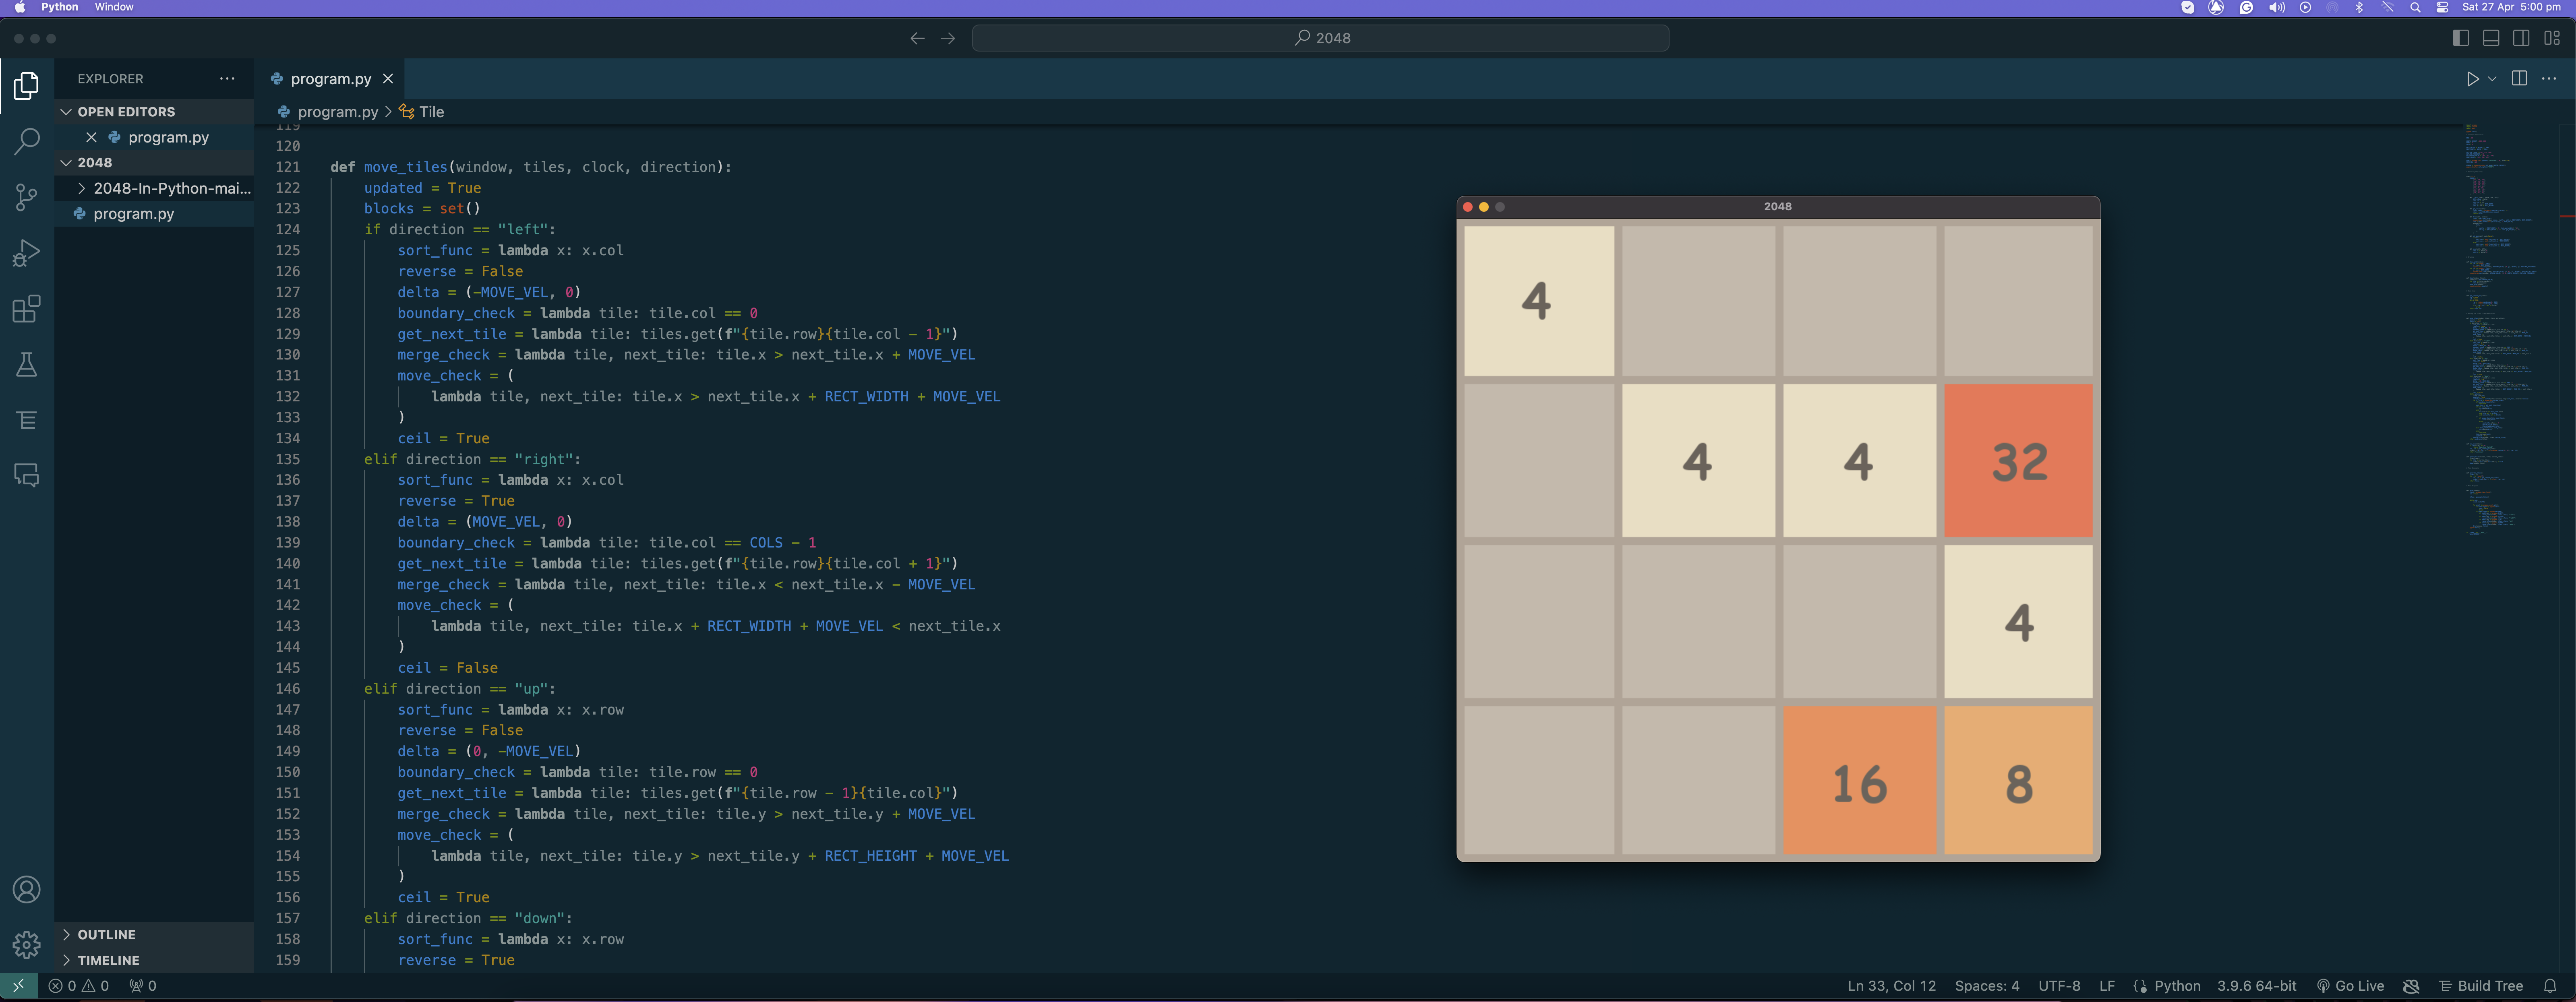 Python Window
Sat 27 Apr 5:00 pm
2048
EXPLORER
program.py
program.py > Tile
OPEN EDITORS
program.py
2048
2048-In-Python-mai...
program.py
OUTLINE
TIMELINE
119
120
121 def move_tiles(window, tiles, clock, direction):
122 updated = True
123 blocks = set()
124 if direction == "left":
125 sort_func = lambda x: x.col
126 reverse = False
127 delta = (-MOVE_VEL, 0)
128 boundary_check = lambda tile: tile.col == 0
129 get_next_tile = lambda tile: tiles.get(f"{tile.row}{tile.col - 1}")
130 merge_check = lambda tile, next_tile: tile.x > next_tile.x + MOVE_VEL
131 move_check = (
132 lambda tile, next_tile: tile.x > next_tile.x + RECT_WIDTH + MOVE_VEL
133 )
134 ceil = True
135 elif direction == "right":
136 sort_func = lambda x: x.col
137 reverse = True
138 delta = (MOVE_VEL, 0)
139 boundary_check = lambda tile: tile.col == COLS - 1
140 get_next_tile = lambda tile: tiles.get(f"{tile.row}{tile.col + 1}")
141 merge_check = lambda tile, next_tile: tile.x < next_tile.x - MOVE_VEL
142 move_check = (
143 lambda tile, next_tile: tile.x + RECT_WIDTH + MOVE_VEL < next_tile.x
144 )
145 ceil = False
146 elif direction == "up":
147 sort_func = lambda x: x.row
148 reverse = False
149 delta = (0, -MOVE_VEL)
150 boundary_check = lambda tile: tile.row == 0
151 get_next_tile = lambda tile: tiles.get(f"{tile.row - 1}{tile.col}")
152 merge_check = lambda tile, next_tile: tile.y > next_tile.y + MOVE_VEL
153 move_check = (
154 lambda tile, next_tile: tile.y > next_tile.y + RECT_HEIGHT + MOVE_VEL
155 )
156 ceil = True
157 elif direction == "down":
158 sort_func = lambda x: x.row
159 reverse = True
2048
4
4 4 32
4
16 8
0 0 0
Ln 33, Col 12 Spaces: 4 UTF-8 LF Python 3.9.6 64-bit Go Live Build Tree